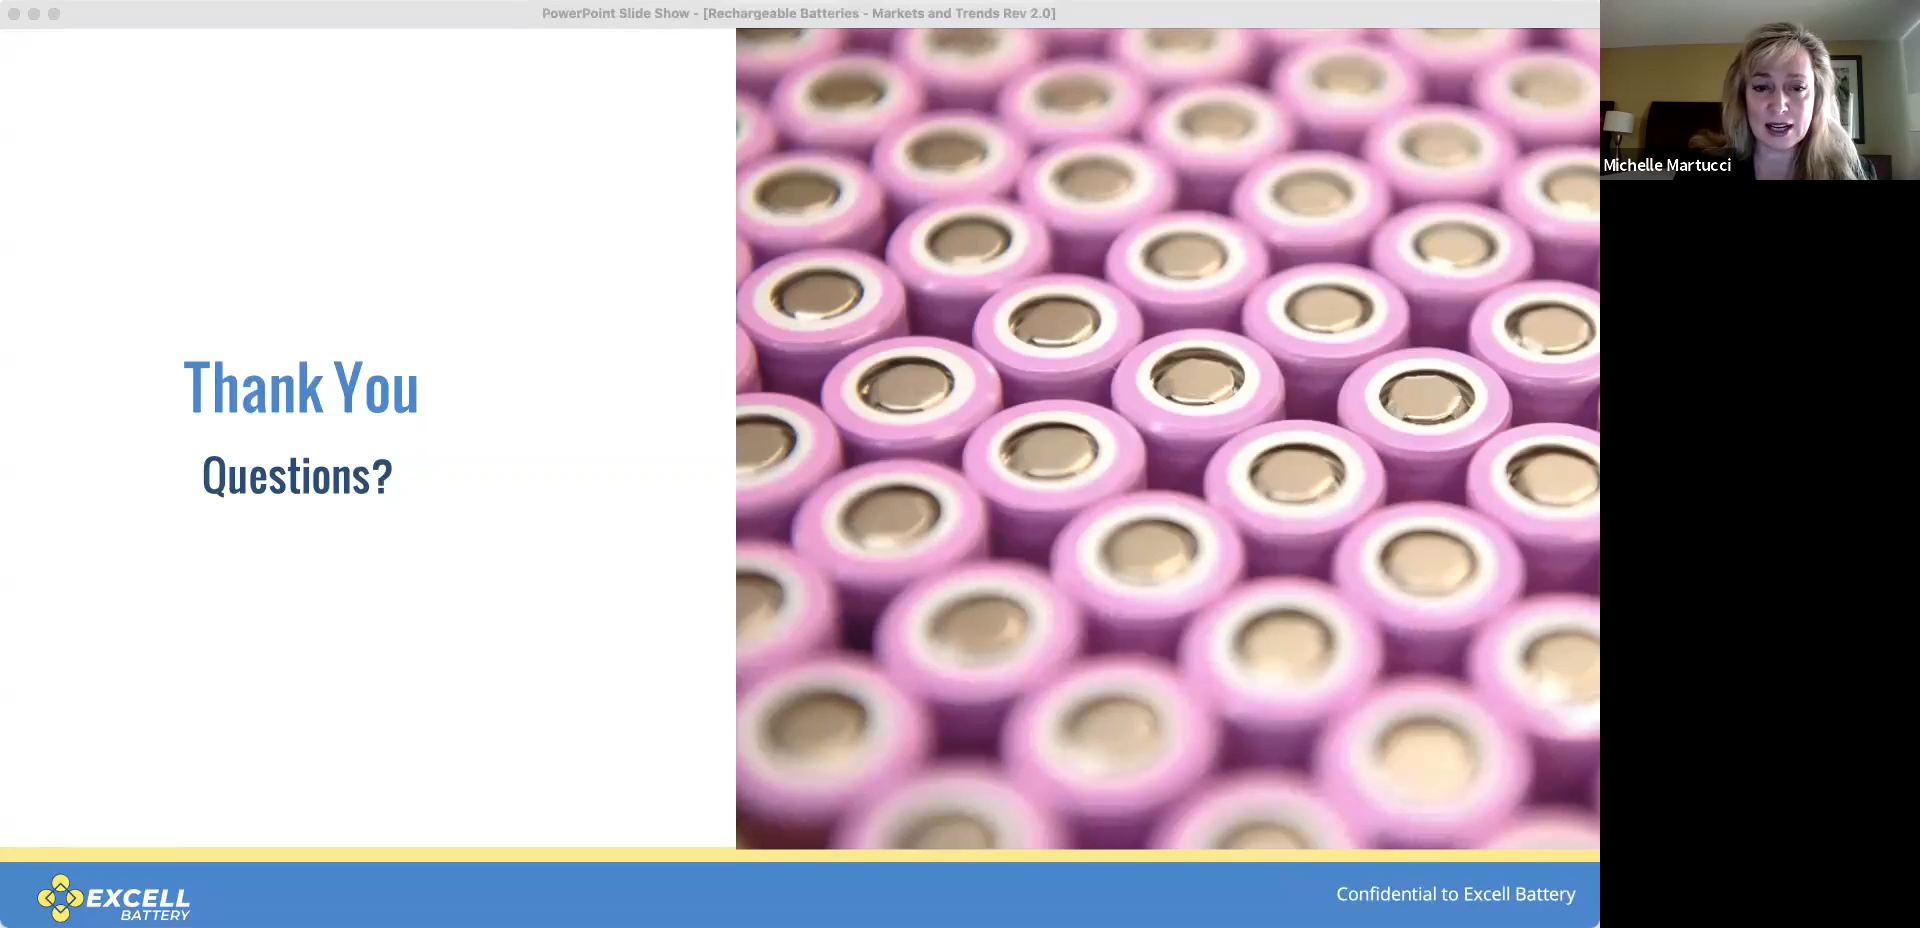 PowerPoint Slide Show - [Rechargeable Batteries - Markets and Trends Rev 2.0]
Michelle Martucci
Thank You
Questions?
EXCELL
BATTERY
Confidential to Excell Battery